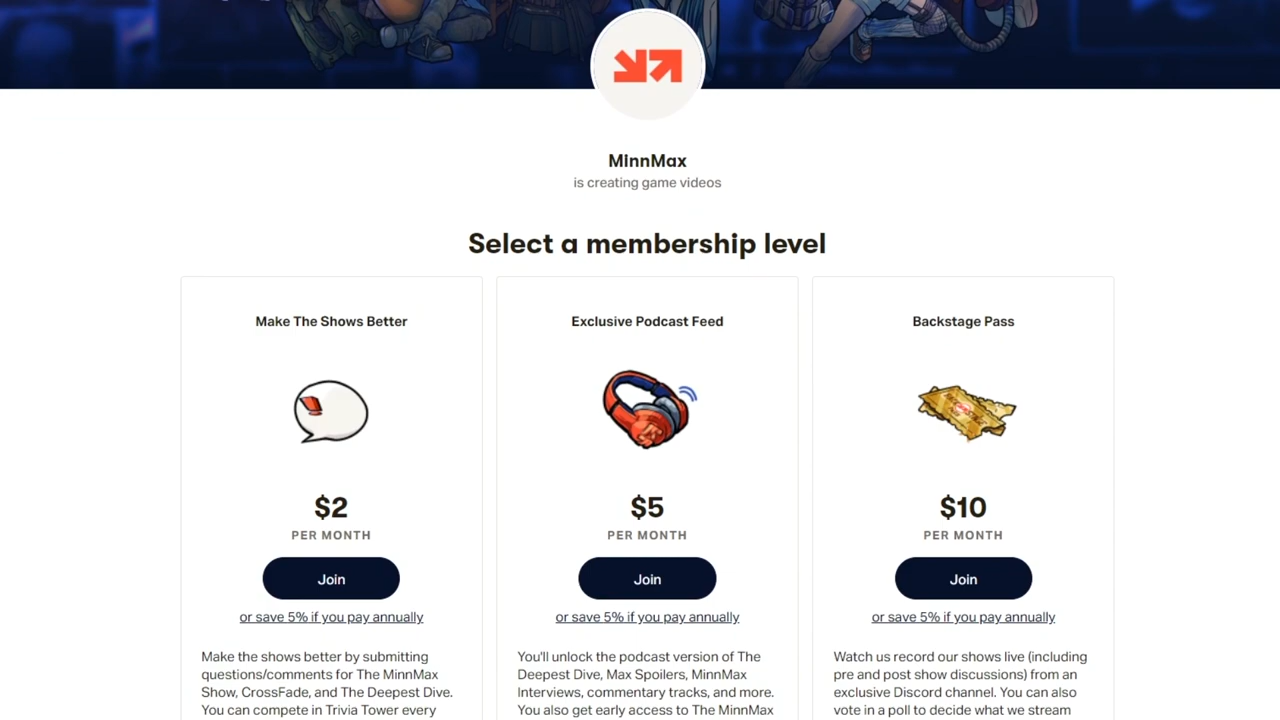 MinnMax
is creating game videos
Select a membership level
Make The Shows Better
$2
PER MONTH
Join
or save 5% if you pay annually
Make the shows better by submitting
questions/comments for The MinnMax
Show, CrossFade, and The Deepest Dive.
You can compete in Trivia Tower every
Exclusive Podcast Feed
$5
PER MONTH
Join
or save 5% if you pay annually
You'll unlock the podcast version of The
Deepest Dive, Max Spoilers, MinnMax
Interviews, commentary tracks, and more.
You also get early access to The MinnMax
Backstage Pass
$10
PER MONTH
Join
or save 5% if you pay annually
Watch us record our shows live (including
pre and post show discussions) from an
exclusive Discord channel. You can also
vote in a poll to decide what we stream